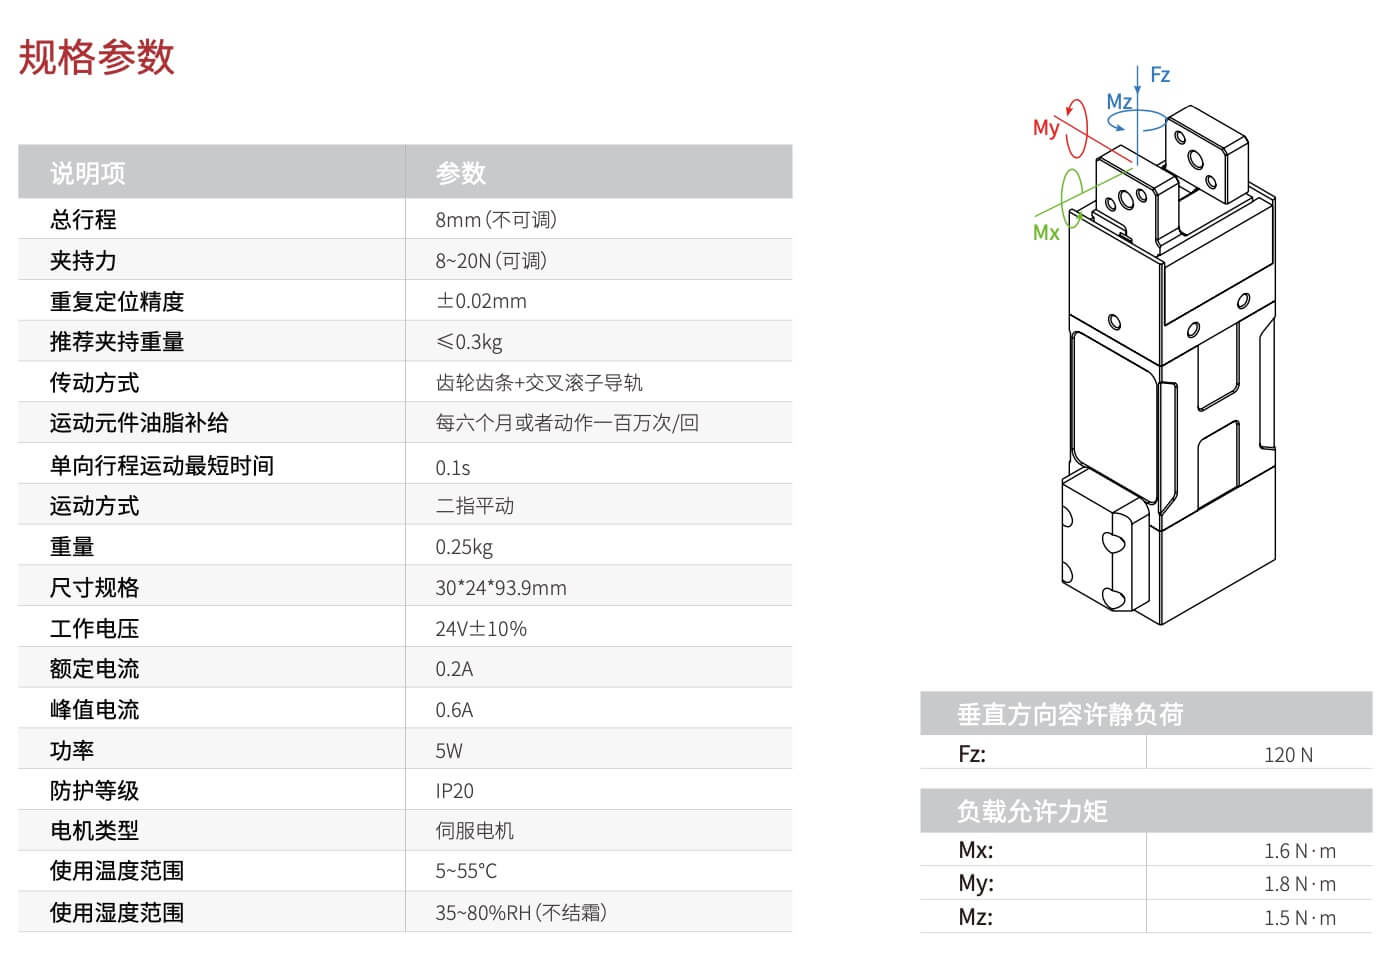 规格参数
说明项 参数
总行程 8mm（不可调）
夹持力 8~20N（可调）
重复定位精度 ±0.02mm
推荐夹持重量 ≤0.3kg
传动方式 齿轮齿条+交叉滚子导轨
运动元件油脂补给 每六个月或者动作一百万次/回
单向行程运动最短时间 0.1s
运动方式 二指平动
重量 0.25kg
尺寸规格 30*24*93.9mm
工作电压 24V±10%
额定电流 0.2A
峰值电流 0.6A
功率 5W
防护等级 IP20
电机类型 伺服电机
使用温度范围 5~55°C
使用湿度范围 35~80%RH（不结霜）
Fz
Mz
My
Mx
垂直方向容许静负荷
Fz: 120 N
负载允许力矩
Mx: 1.6 N·m
My: 1.8 N·m
Mz: 1.5 N·m